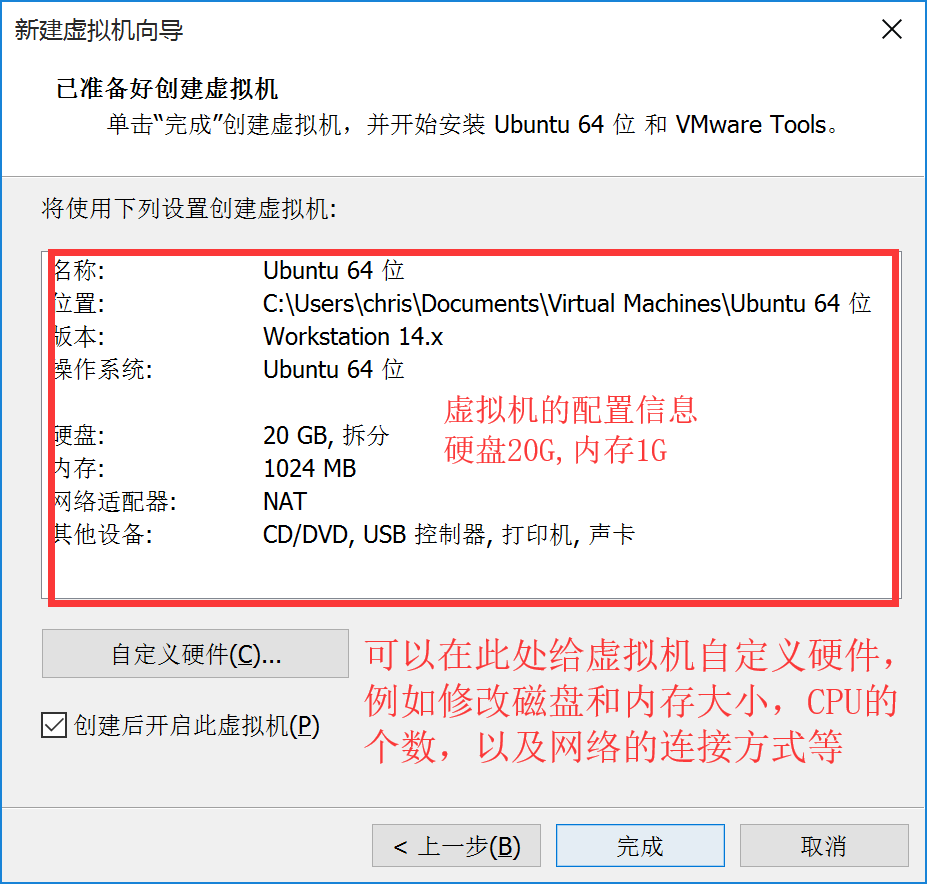 新建虚拟机向导
已准备好创建虚拟机
单击“完成”创建虚拟机，并开始安装 Ubuntu 64 位 和 VMware Tools。
将使用下列设置创建虚拟机:
名称: Ubuntu 64 位
位置: C:\Users\chris\Documents\Virtual Machines\Ubuntu 64 位
版本: Workstation 14.x
操作系统: Ubuntu 64 位
虚拟机的配置信息
硬盘: 20 GB, 拆分
硬盘20G,内存1G
内存: 1024 MB
网络适配器: NAT
其他设备: CD/DVD, USB 控制器, 打印机, 声卡
自定义硬件(C)...
可以在此处给虚拟机自定义硬件，
例如修改磁盘和内存大小，CPU的
个数，以及网络的连接方式等
创建后开启此虚拟机(P)
< 上一步(B) 完成 取消